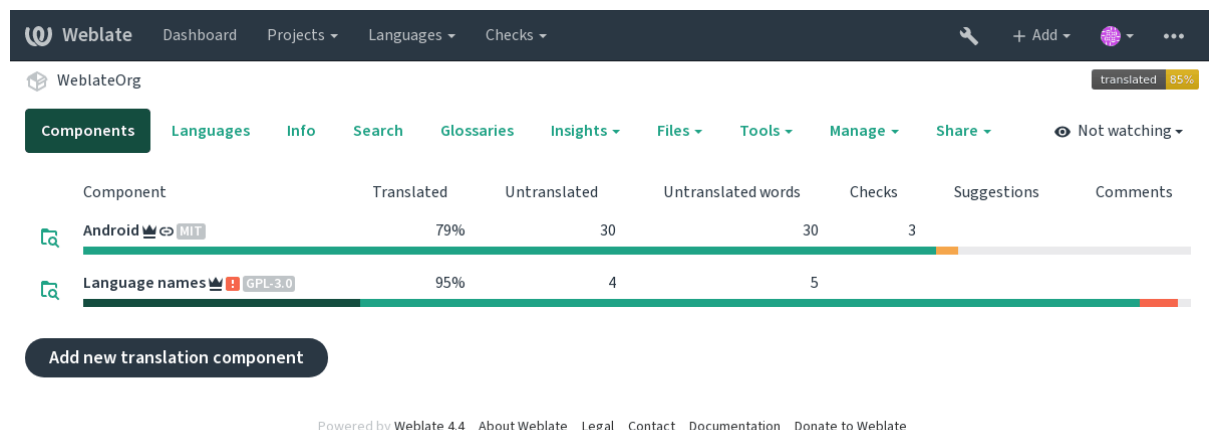 Weblate Dashboard Projects Languages Checks + Add •••
WeblateOrg translated 85%
Components Languages Info Search Glossaries Insights Files Tools Manage Share Not watching
Component Translated Untranslated Untranslated words Checks Suggestions Comments
Android MIT 79% 30 30 3
Language names ! GPL-3.0 95% 4 5
Add new translation component
Powered by Weblate 4.4 About Weblate Legal Contact Documentation Donate to Weblate